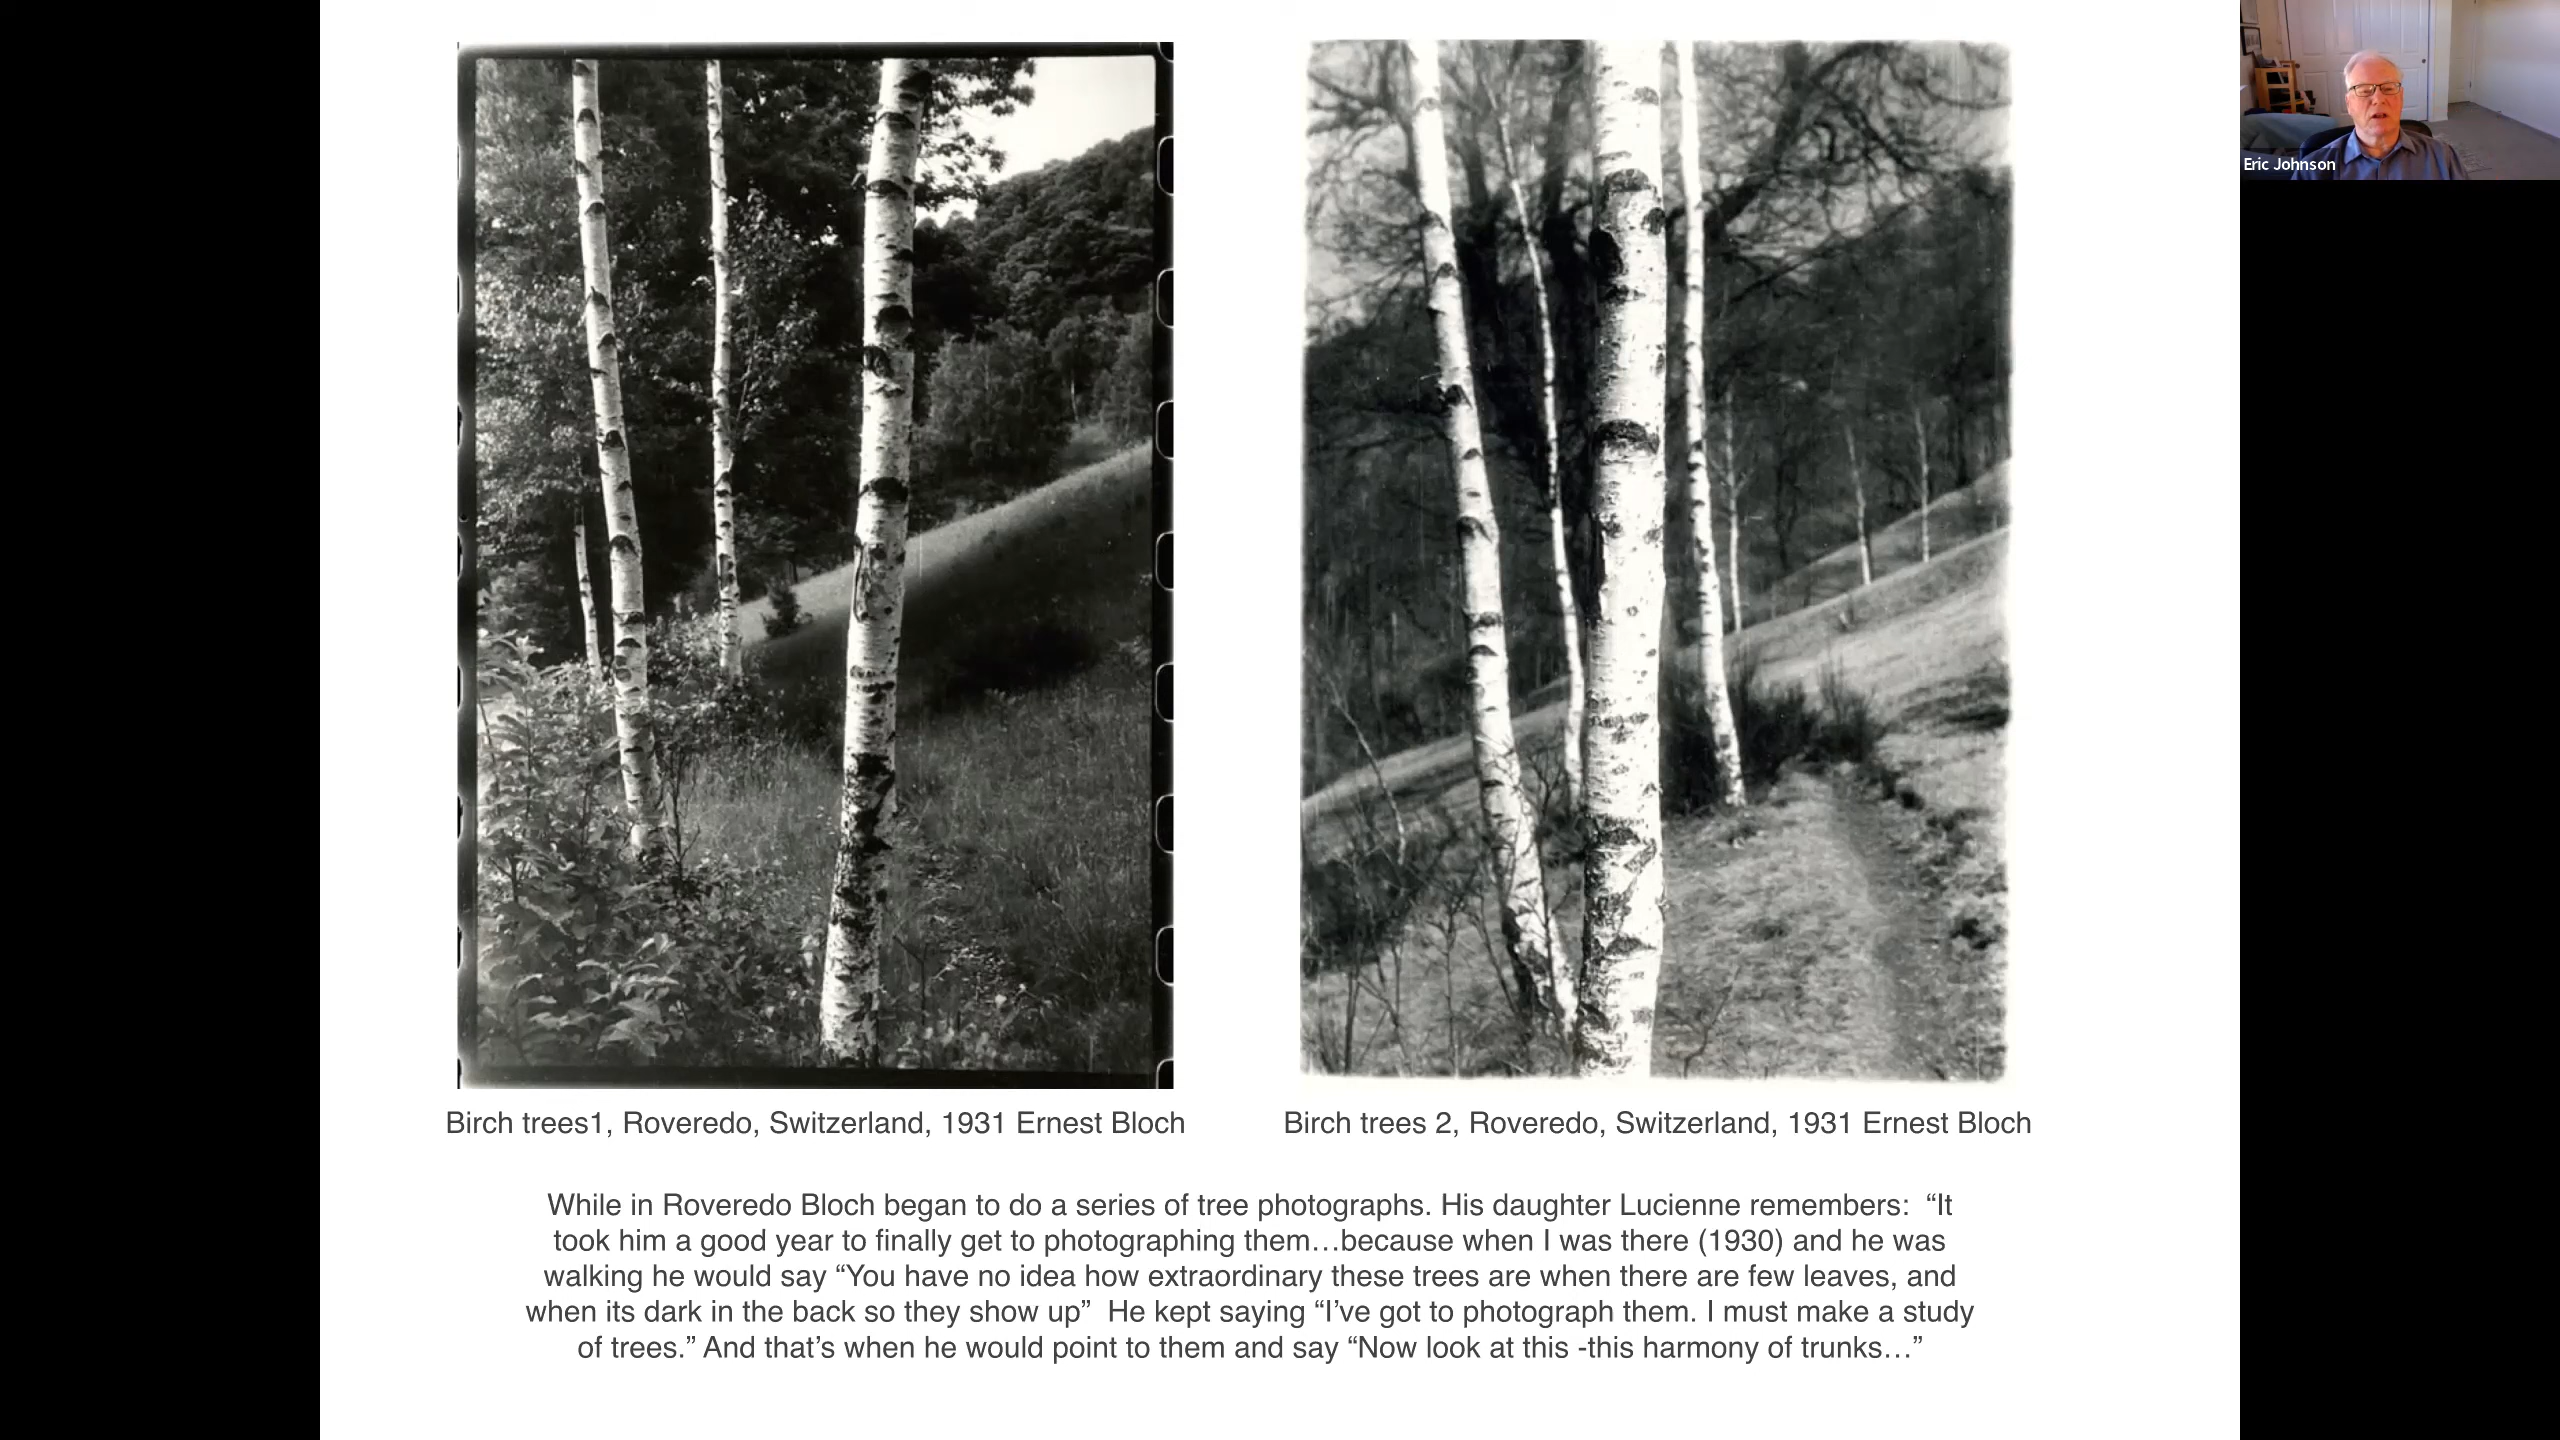 Eric Johnson
Birch trees1, Roveredo, Switzerland, 1931 Ernest Bloch
Birch trees 2, Roveredo, Switzerland, 1931 Ernest Bloch
While in Roveredo Bloch began to do a series of tree photographs. His daughter Lucienne remembers:  “It
took him a good year to finally get to photographing them…because when I was there (1930) and he was
walking he would say “You have no idea how extraordinary these trees are when there are few leaves, and
when its dark in the back so they show up”  He kept saying “I’ve got to photograph them. I must make a study
of trees.” And that’s when he would point to them and say “Now look at this -this harmony of trunks…”